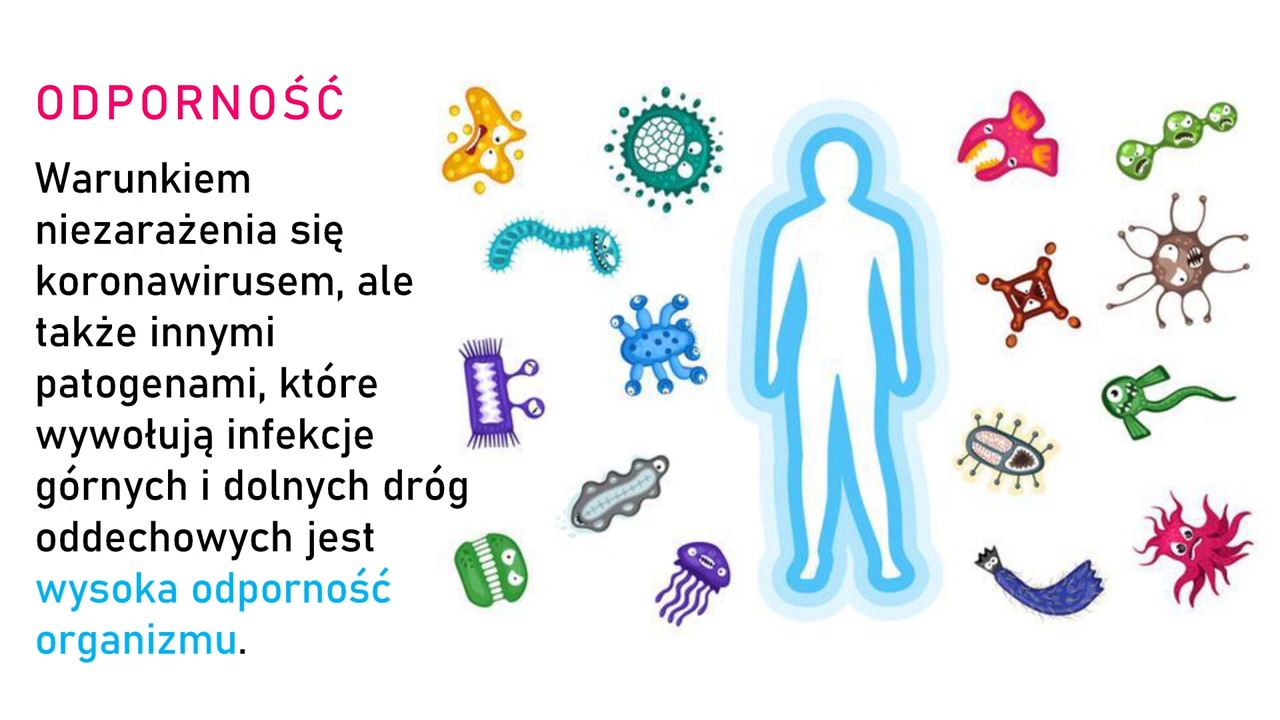 ODPORNOŚĆ
Warunkiem
niezarażenia się
koronawirusem, ale
także innymi
patogenami, które
wywołują infekcje
górnych i dolnych dróg
oddechowych jest
wysoka odporność
organizmu.